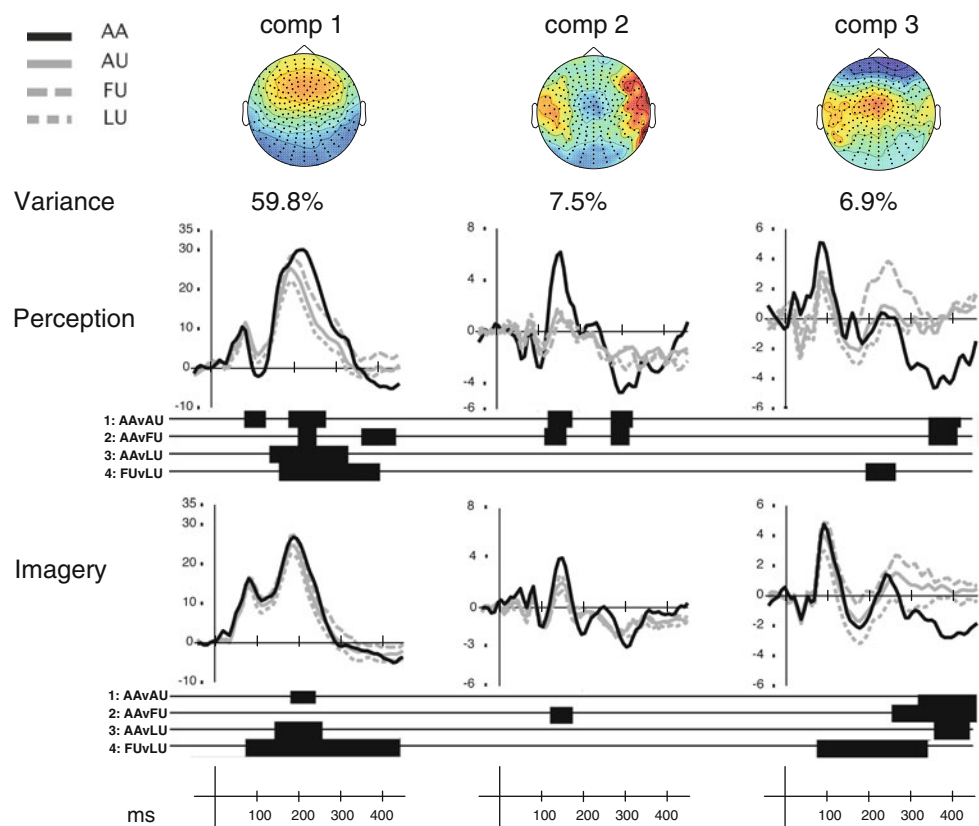 AA
AU
FU
LU
comp 1
comp 2
comp 3
Variance
59.8%
7.5%
6.9%
Perception
35
30
20
10
0
-10
8
4
0
-4
-6
6
4
2
0
-2
-4
-6
1: AAvAU
2: AAvFU
3: AAvLU
4: FUvLU
Imagery
35
30
20
10
0
-10
8
4
0
-3
-6
6
4
2
0
-2
-4
-6
1: AAvAU
2: AAvFU
3: AAvLU
4: FUvLU
ms
100 200 300 400
100 200 300 400
100 200 300 400